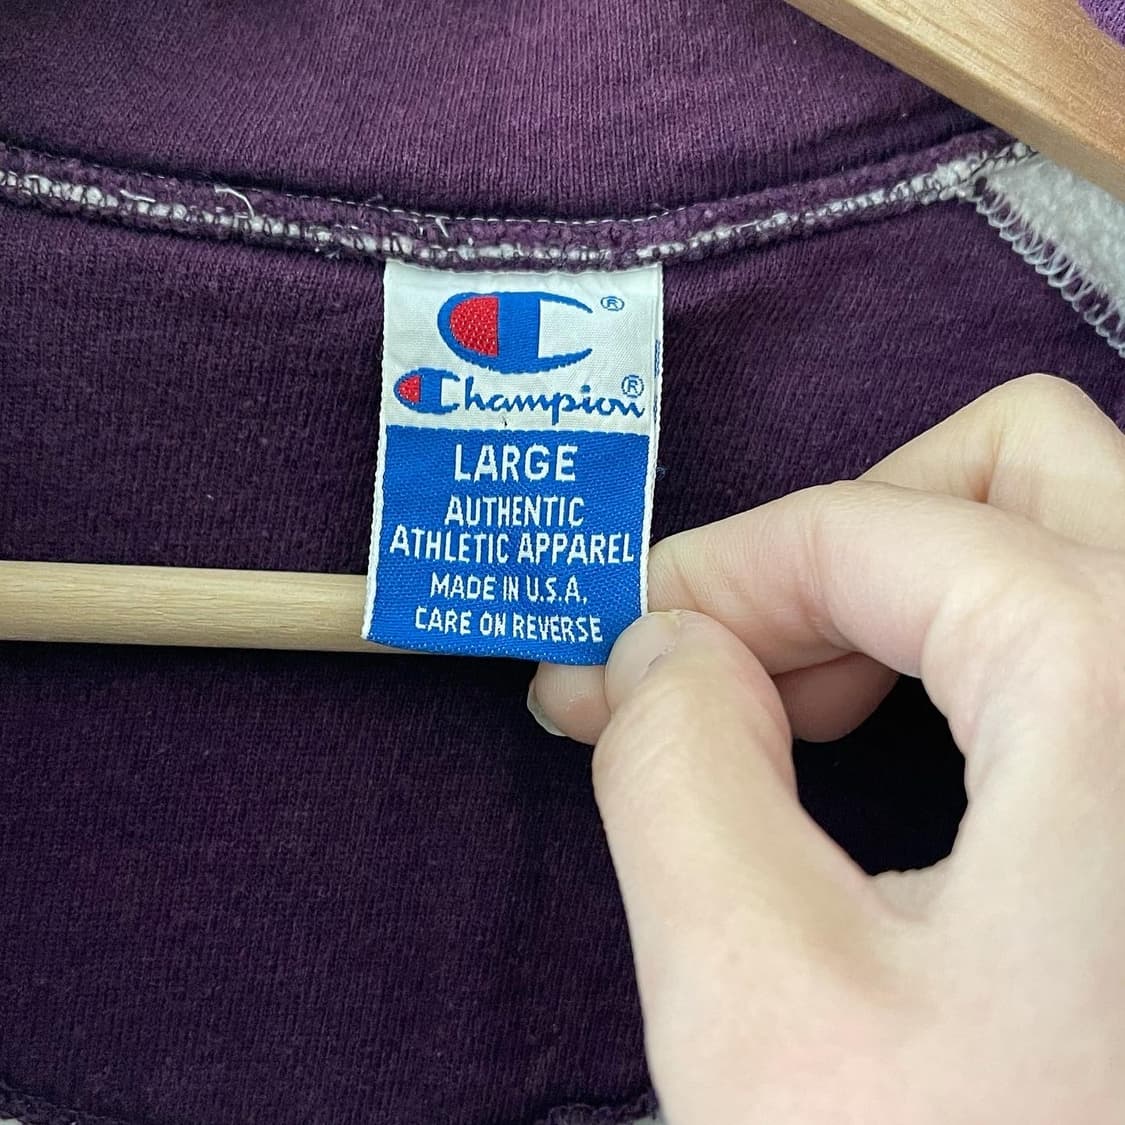 ®
Champion®
LARGE
AUTHENTIC
ATHLETIC APPAREL
MADE IN U.S.A.
CARE ON REVERSE